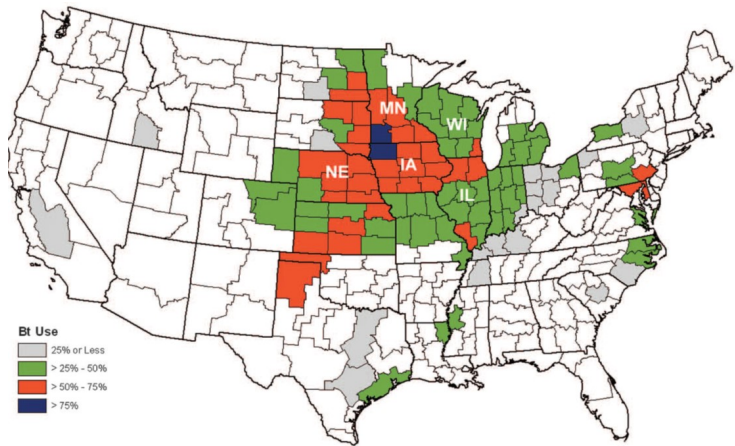 MN
WI
IA
NE
IL
Bt Use
25% or Less
> 25% - 50%
> 50% - 75%
> 75%